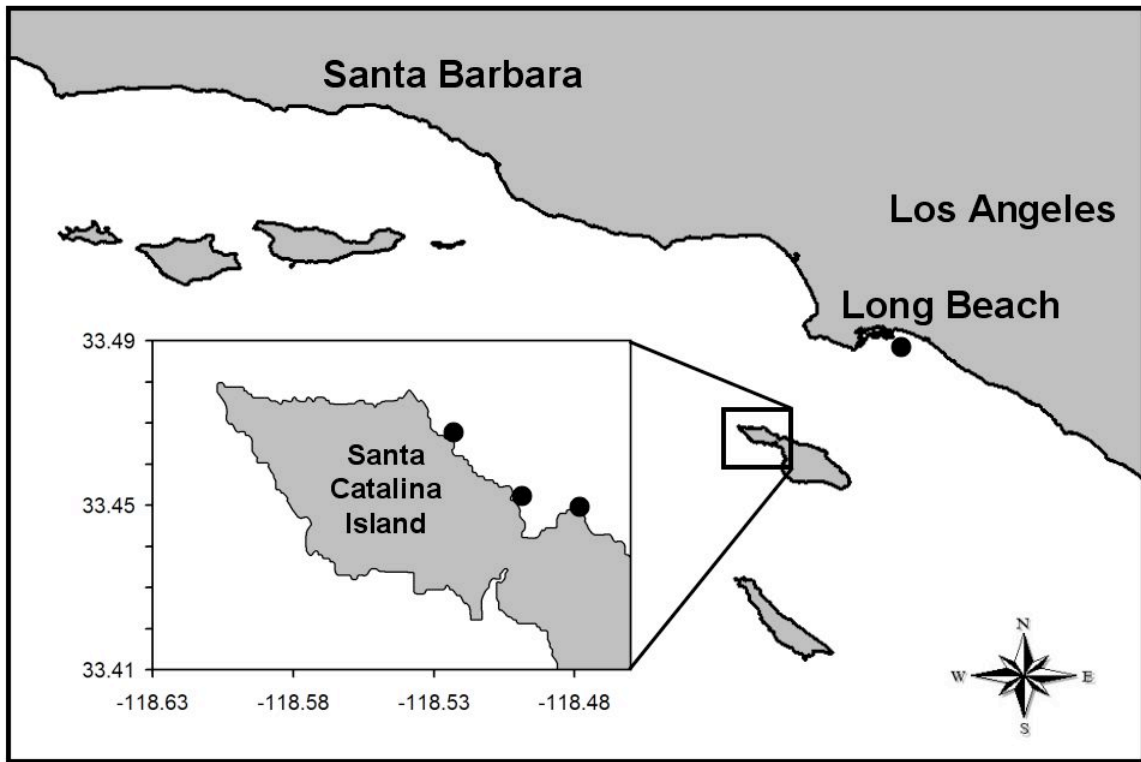 Santa Barbara
Los Angeles
Long Beach
33.49
Santa
Catalina
Island
33.45
33.41
-118.63
-118.58
-118.53
-118.48
N
W
E
S